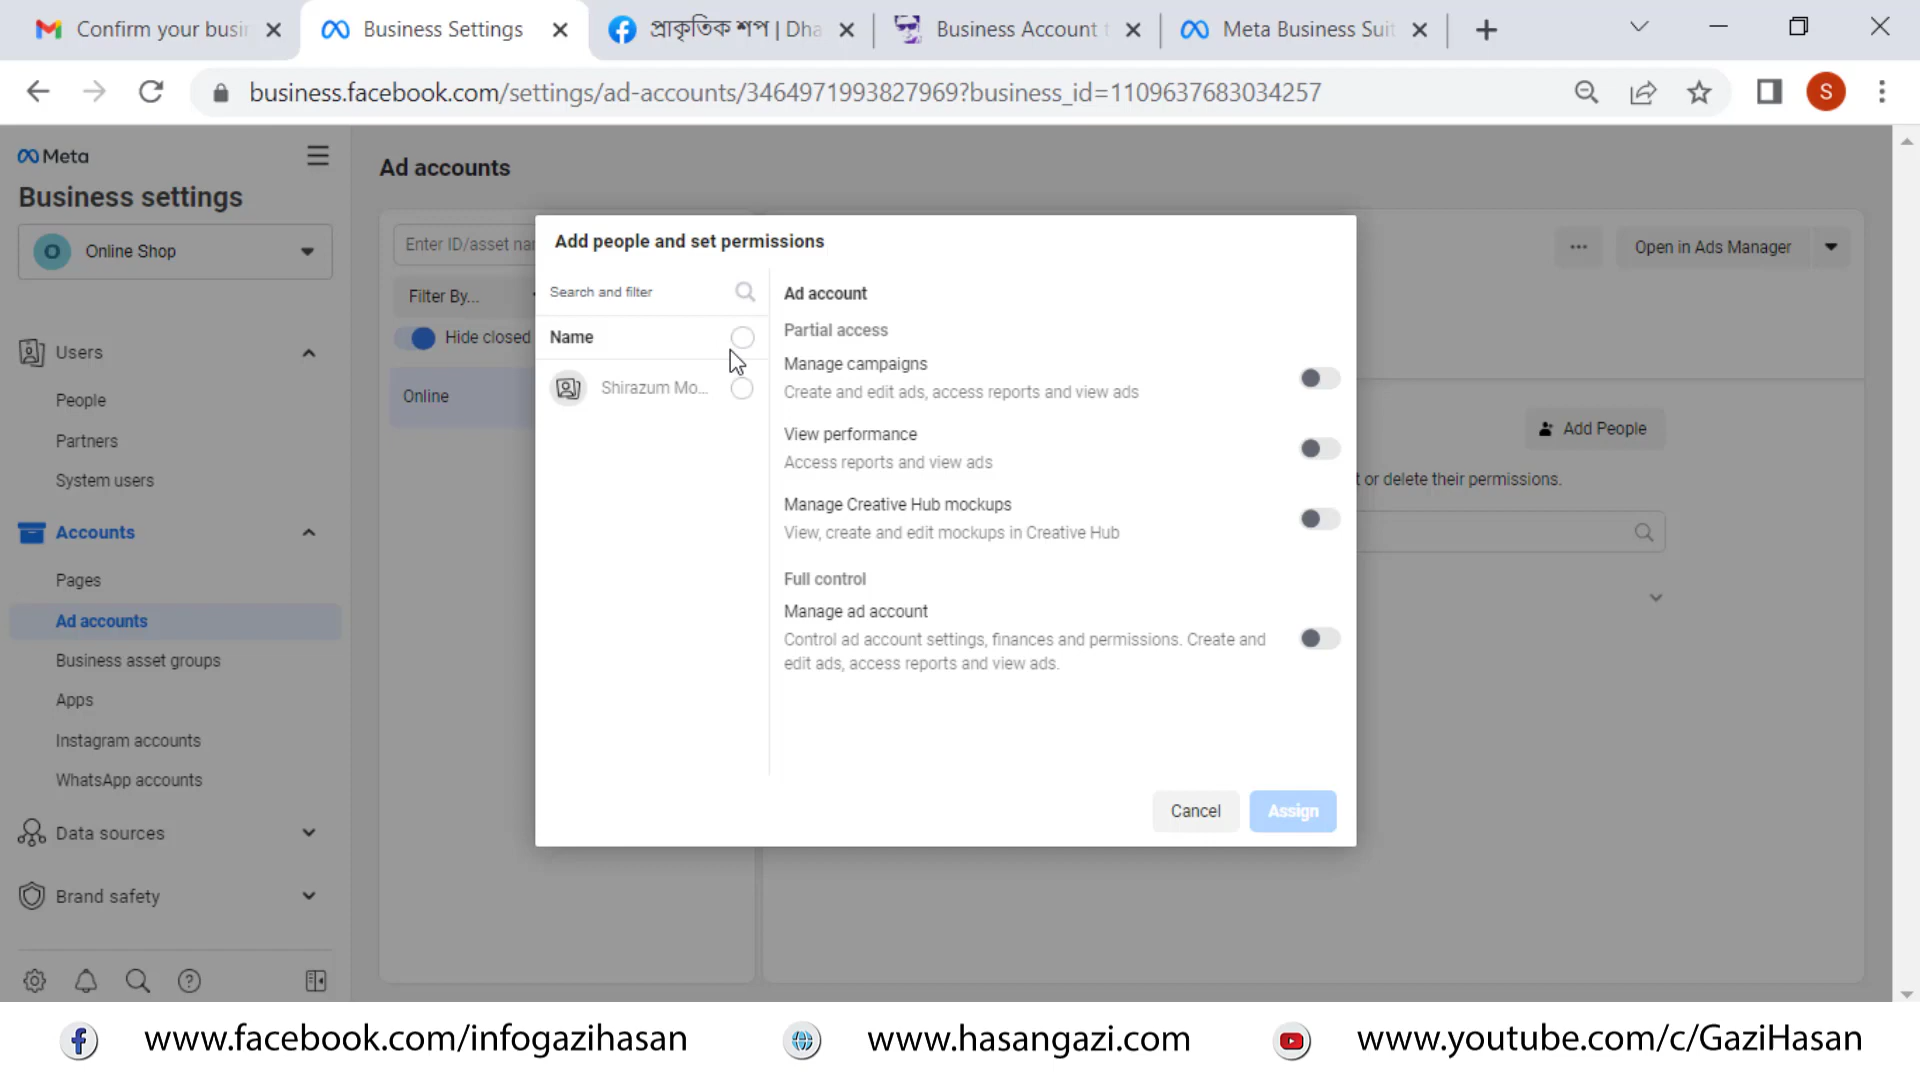 Confirm your busi
Business Settings
প্রাকৃতিক শপ | Dha
Business Account t
Meta Business Suit
business.facebook.com/settings/ad-accounts/3464971993827969?business_id=1109637683034257
S
Meta
Business settings
O
Online Shop
Users
People
Partners
System users
Accounts
Pages
Ad accounts
Business asset groups
Apps
Instagram accounts
WhatsApp accounts
Data sources
Brand safety
Ad accounts
Enter ID/asset nan
Filter By...
Hide closed
Online
Open in Ads Manager
Add People
t or delete their permissions.
Add people and set permissions
Search and filter
Name
Shirazum Mo...
Ad account
Partial access
Manage campaigns
Create and edit ads, access reports and view ads
View performance
Access reports and view ads
Manage Creative Hub mockups
View, create and edit mockups in Creative Hub
Full control
Manage ad account
Control ad account settings, finances and permissions. Create and
edit ads, access reports and view ads.
Cancel
Assign
www.facebook.com/infogazihasan
www.hasangazi.com
www.youtube.com/c/GaziHasan